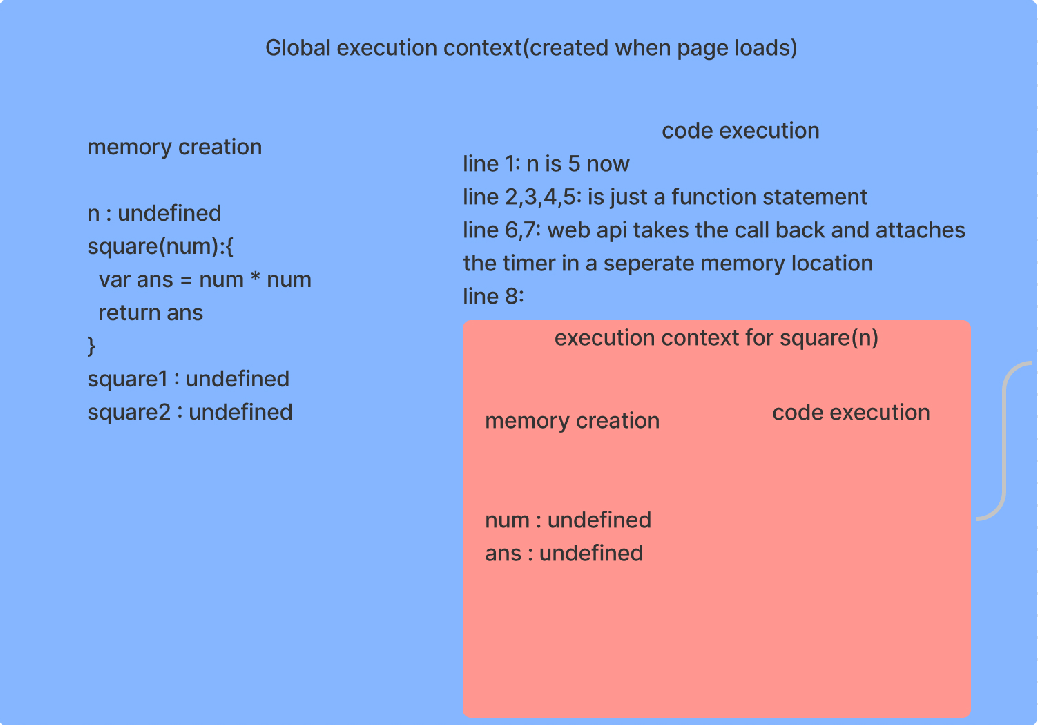 Global execution context(created when page loads)
memory creation
n : undefined
square(num):{
var ans = num * num
return ans
}
square1 : undefined
square2 : undefined
code execution
line 1: n is 5 now
line 2,3,4,5: is just a function statement
line 6,7: web api takes the call back and attaches
the timer in a seperate memory location
line 8:
execution context for square(n)
memory creation
code execution
num : undefined
ans : undefined